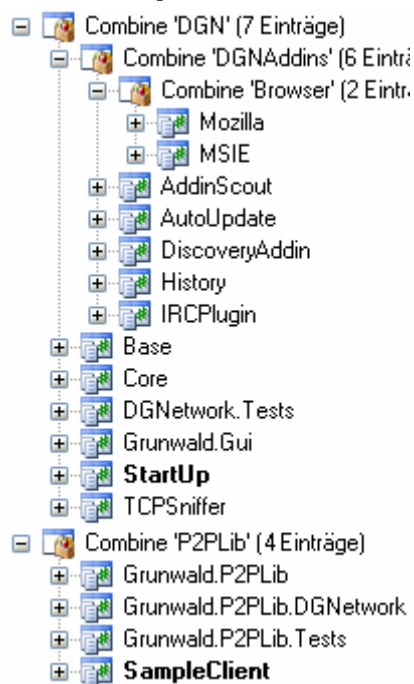 Combine 'DGN' (7 Einträge)
Combine 'DGNAddins' (6 Einträ
Combine 'Browser' (2 Eintr
Mozilla
MSIE
AddinScout
AutoUpdate
DiscoveryAddin
History
IRCPlugin
Base
Core
DGNetwork.Tests
Grunwald.Gui
StartUp
TCPSniffer
Combine 'P2PLib' (4 Einträge)
Grunwald.P2PLib
Grunwald.P2PLib.DGNetwork
Grunwald.P2PLib.Tests
SampleClient